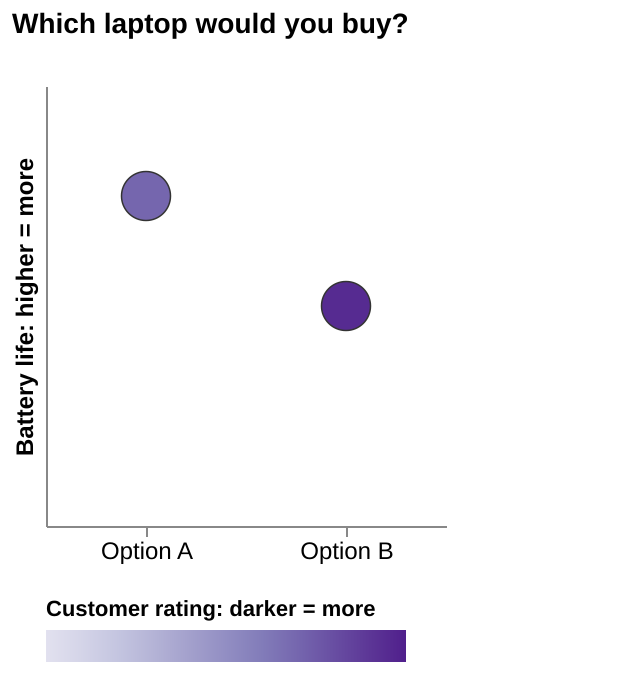 Which laptop would you buy?
Battery life: higher = more
Option A
Option B
Customer rating: darker = more